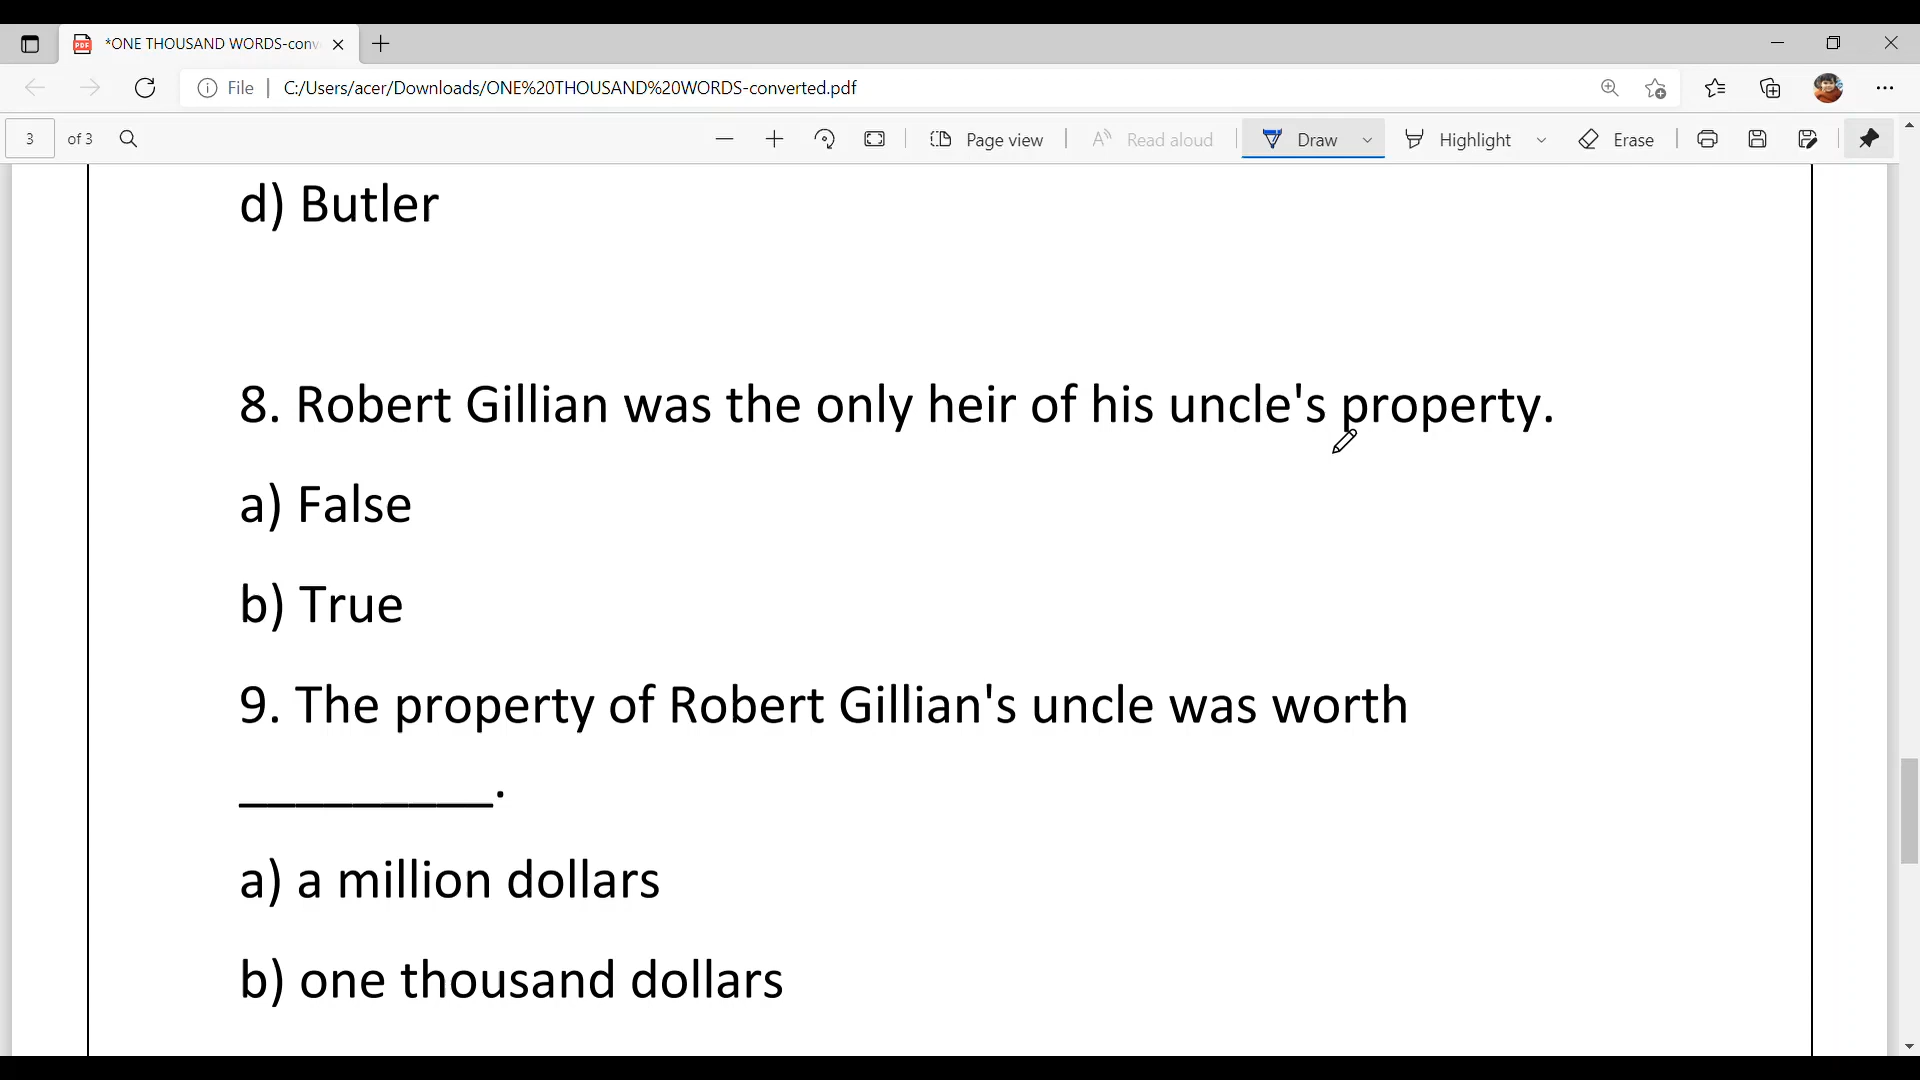 *ONE THOUSAND WORDS-conv
File
C:/Users/acer/Downloads/ONE%20THOUSAND%20WORDS-converted.pdf
3 of 3
Page view
Read aloud
Draw
Highlight
Erase
d) Butler
8. Robert Gillian was the only heir of his uncle's property.
a) False
b) True
9. The property of Robert Gillian's uncle was worth
_________.
a) a million dollars
b) one thousand dollars